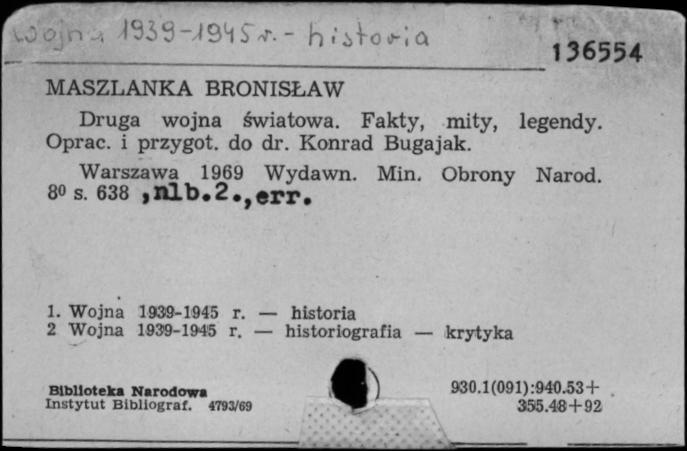 Wojna 1939-1945 r. - historia
136554
MASZLANKA BRONISŁAW
Druga wojna światowa. Fakty, mity, legendy.
Oprac. i przygot. do dr. Konrad Bugajak.
Warszawa 1969 Wydawn. Min. Obrony Narod.
8⁰ s. 638 ,nlb.2.,err.
1. Wojna 1939-1945 r. — historia
2 Wojna 1939-1945 r. — historiografia — krytyka
Biblioteka Narodowa
Instytut Bibliograf. 4793/69
930.1(091):940.53+
355.48+92